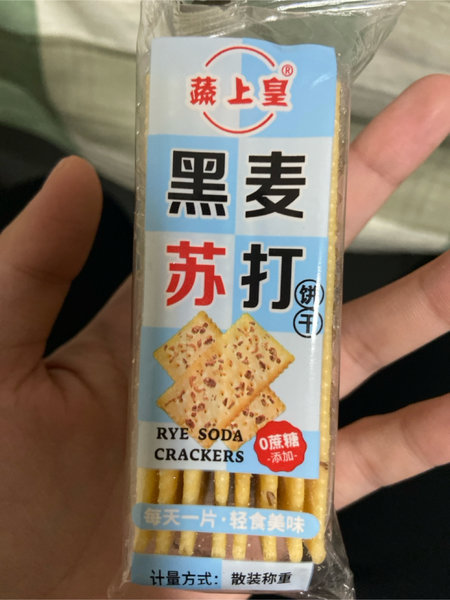 蔬上皇®
黑麦
苏打
饼干
RYE SODA
CRACKERS
0蔗糖
-添加-
每天一片·轻食美味
计量方式：散装称重